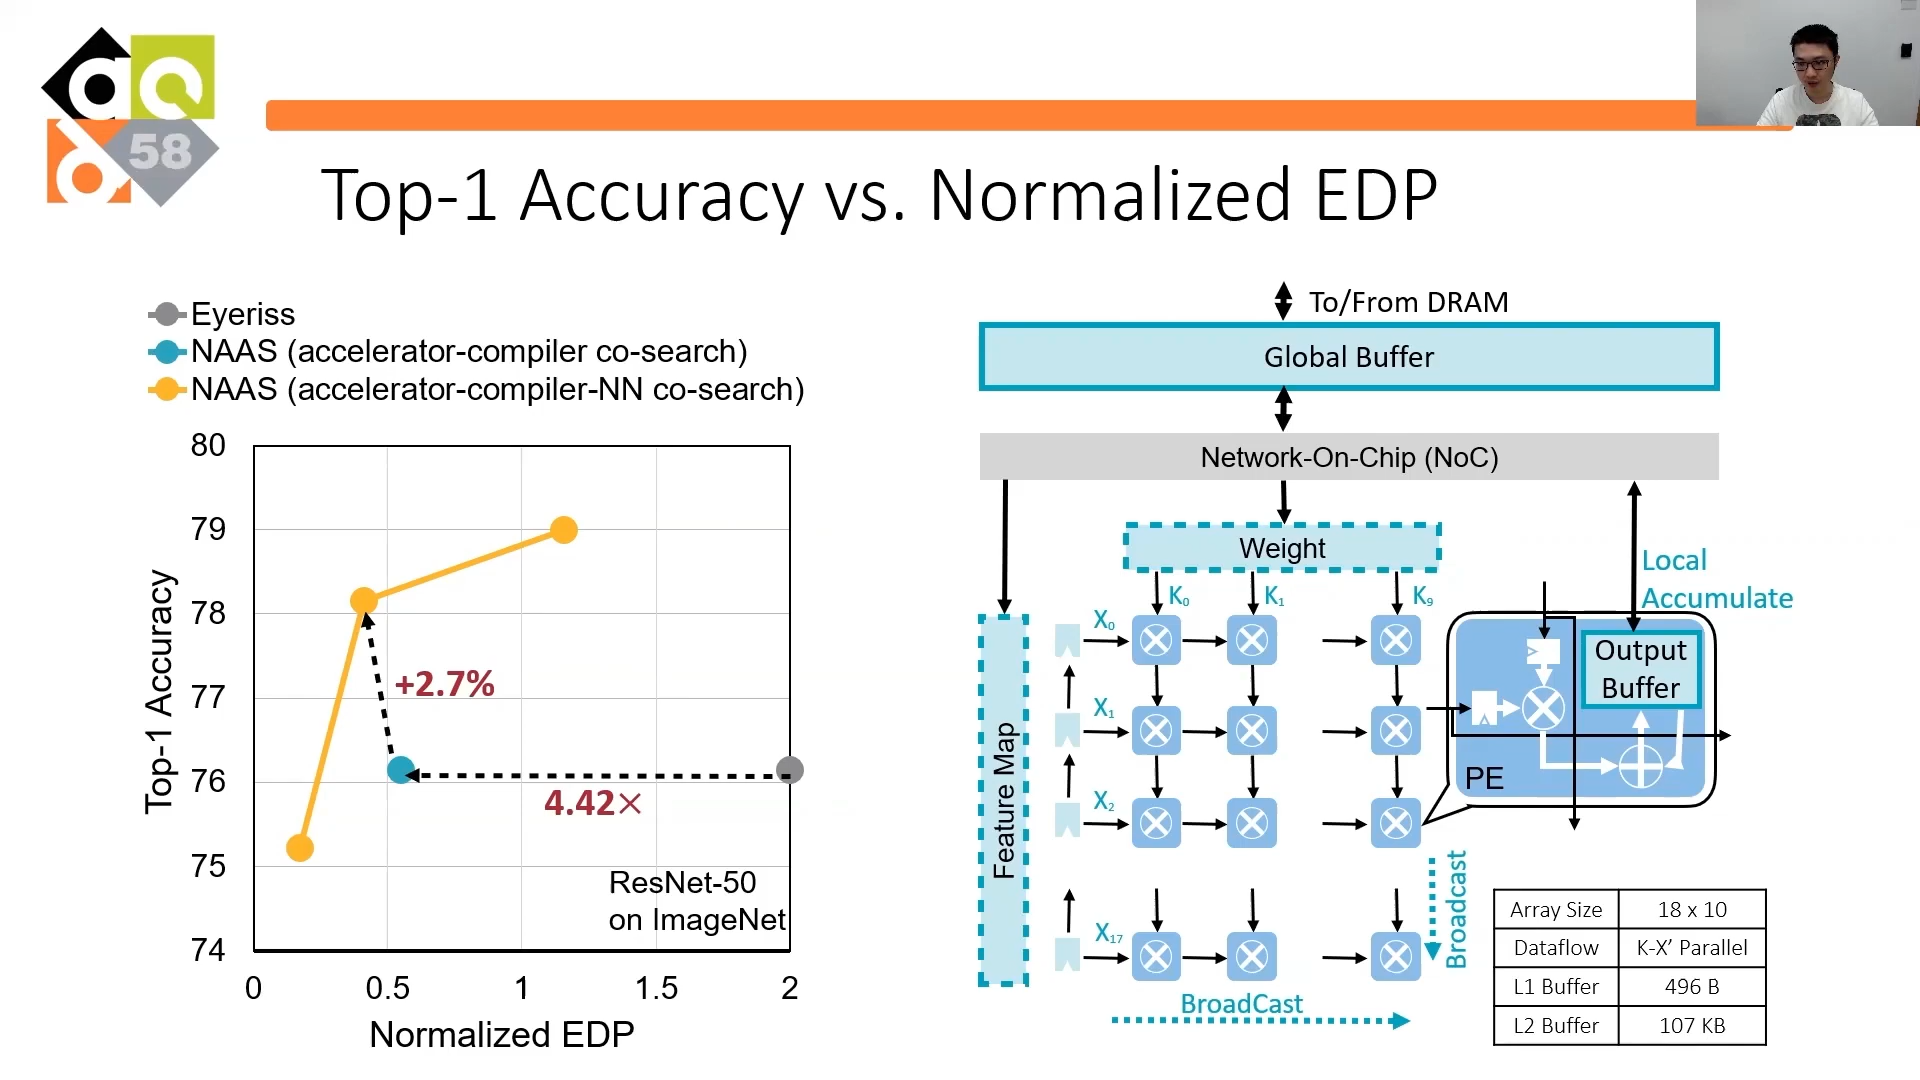 58
Top-1 Accuracy vs. Normalized EDP
Eyeriss
NAAS (accelerator-compiler co-search)
NAAS (accelerator-compiler-NN co-search)
Top-1 Accuracy
80
79
78
77
76
75
74
+2.7%
4.42×
ResNet-50
on ImageNet
0 0.5 1 1.5 2
Normalized EDP
To/From DRAM
Global Buffer
Network-On-Chip (NoC)
Weight
Local
Accumulate
K₀ K₁ K₉
Feature Map
X₀
X₁
X₂
X₁₇
Output
Buffer
PE
Broadcast
BroadCast
Array Size 18 x 10
Dataflow K-X’ Parallel
L1 Buffer 496 B
L2 Buffer 107 KB